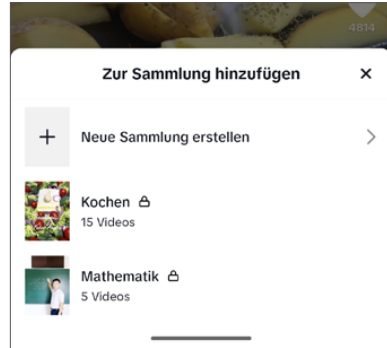 4814
Zur Sammlung hinzufügen
Neue Sammlung erstellen
Kochen
15 Videos
Mathematik
5 Videos